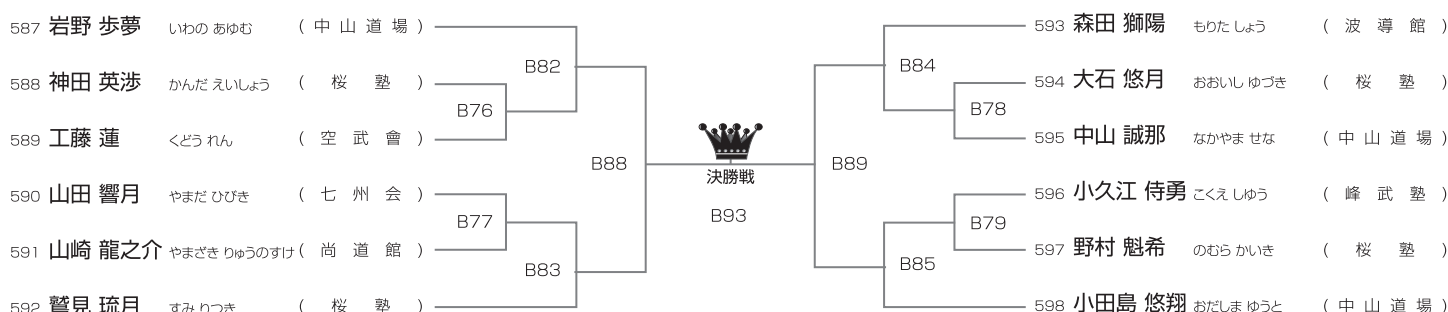 587 岩野 歩夢 いわの あゆむ ( 中 山 道 場 )
B82
588 神田 英渉 かんだ えいしょう ( 桜 塾 )
B76
589 工藤 蓮 くどう れん ( 空 武 會 )
B88
590 山田 響月 やまだ ひびき ( 七 州 会 )
B77
591 山崎 龍之介 やまざき りゅうのすけ ( 尚 道 館 )
B83
592 鷲見 琉月 すみ りつき ( 桜 塾 )
決勝戦
B93
593 森田 獅陽 もりた しょう ( 波 導 館 )
B84
594 大石 悠月 おおいし ゆづき ( 桜 塾 )
B78
595 中山 誠那 なかやま せな ( 中 山 道 場 )
B89
596 小久江 侍勇 こくえ しゆう ( 峰 武 塾 )
B79
597 野村 魁希 のむら かいき ( 桜 塾 )
B85
598 小田島 悠翔 おだしま ゆうと ( 中 山 道 場 )